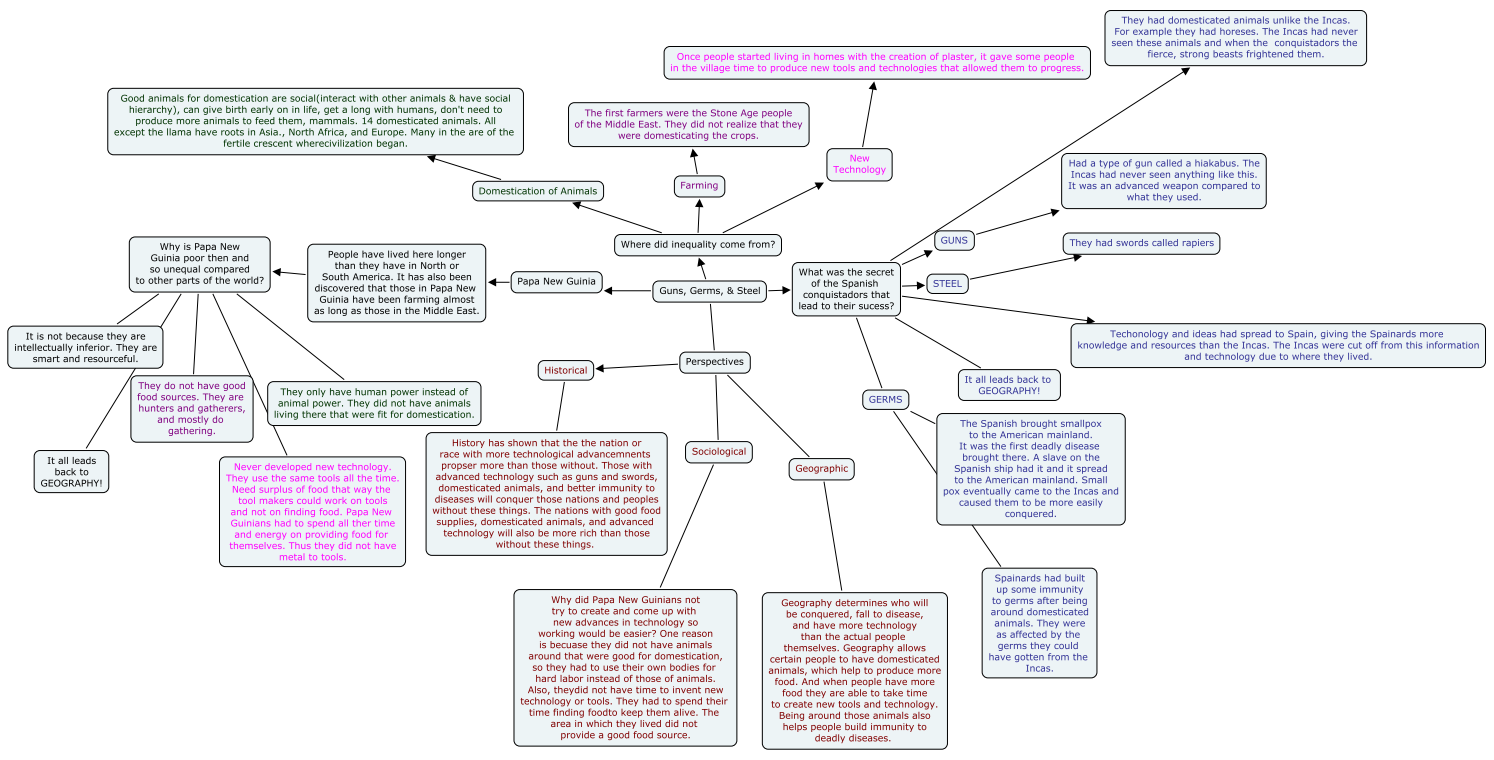 They had domesticated animals unlike the Incas.
For example they had horeses. The Incas had never
seen these animals and when the conquistadors the
fierce, strong beasts frightened them.
Once people started living in homes with the creation of plaster, it gave some people
in the village time to produce new tools and technologies that allowed them to progress.
Good animals for domestication are social(interact with other animals & have social
hierarchy), can give birth early on in life, get a long with humans, don't need to
produce more animals to feed them, mammals. 14 domesticated animals. All
except the llama have roots in Asia., North Africa, and Europe. Many in the are of the
fertile crescent wherecivilization began.
The first farmers were the Stone Age people
of the Middle East. They did not realize that they
were domesticating the crops.
New
Technology
Had a type of gun called a hiakabus. The
Incas had never seen anything like this.
It was an advanced weapon compared to
what they used.
Domestication of Animals
Farming
Where did inequality come from?
GUNS
They had swords called rapiers
Why is Papa New
Guinia poor then and
so unequal compared
to other parts of the world?
People have lived here longer
than they have in North or
South America. It has also been
discovered that those in Papa New
Guinia have been farming almost
as long as those in the Middle East.
Papa New Guinia
Guns, Germs, & Steel
What was the secret
of the Spanish
conquistadors that
lead to their sucess?
STEEL
It is not because they are
intellectually inferior. They are
smart and resourceful.
Techonology and ideas had spread to Spain, giving the Spainards more
knowledge and resources than the Incas. The Incas were cut off from this information
and technology due to where they lived.
Perspectives
Historical
They do not have good
food sources. They are
hunters and gatherers,
and mostly do
gathering.
They only have human power instead of
animal power. They did not have animals
living there that were fit for domestication.
It all leads back to
GEOGRAPHY!
GERMS
The Spanish brought smallpox
to the American mainland.
It was the first deadly disease
brought there. A slave on the
Spanish ship had it and it spread
to the American mainland. Small
pox eventually came to the Incas and
caused them to be more easily
conquered.
It all leads
back to
GEOGRAPHY!
Never developed new technology.
They use the same tools all the time.
Need surplus of food that way the
tool makers could work on tools
and not on finding food. Papa New
Guinians had to spend all ther time
and energy on providing food for
themselves. Thus they did not have
metal to tools.
History has shown that the the nation or
race with more technological advancemnents
propser more than those without. Those with
advanced technology such as guns and swords,
domesticated animals, and better immunity to
diseases will conquer those nations and peoples
without these things. The nations with good food
supplies, domesticated animals, and advanced
technology will also be more rich than those
without these things.
Sociological
Geographic
Spainards had built
up some immunity
to germs after being
around domesticated
animals. They were
as affected by the
germs they could
have gotten from the
Incas.
Why did Papa New Guinians not
try to create and come up with
new advances in technology so
working would be easier? One reason
is becuase they did not have animals
around that were good for domestication,
so they had to use their own bodies for
hard labor instead of those of animals.
Also, theydid not have time to invent new
technology or tools. They had to spend their
time finding foodto keep them alive. The
area in which they lived did not
provide a good food source.
Geography determines who will
be conquered, fall to disease,
and have more technology
than the actual people
themselves. Geography allows
certain people to have domesticated
animals, which help to produce more
food. And when people have more
food they are able to take time
to create new tools and technology.
Being around those animals also
helps people build immunity to
deadly diseases.